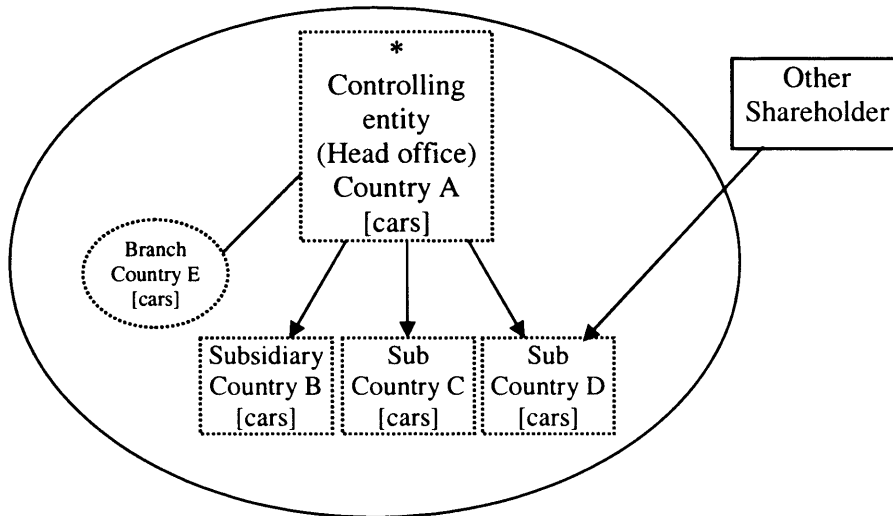 *
Controlling
entity
(Head office)
Country A
[cars]
Other
Shareholder
Branch
Country E
[cars]
Subsidiary
Country B
[cars]
Sub
Country C
[cars]
Sub
Country D
[cars]